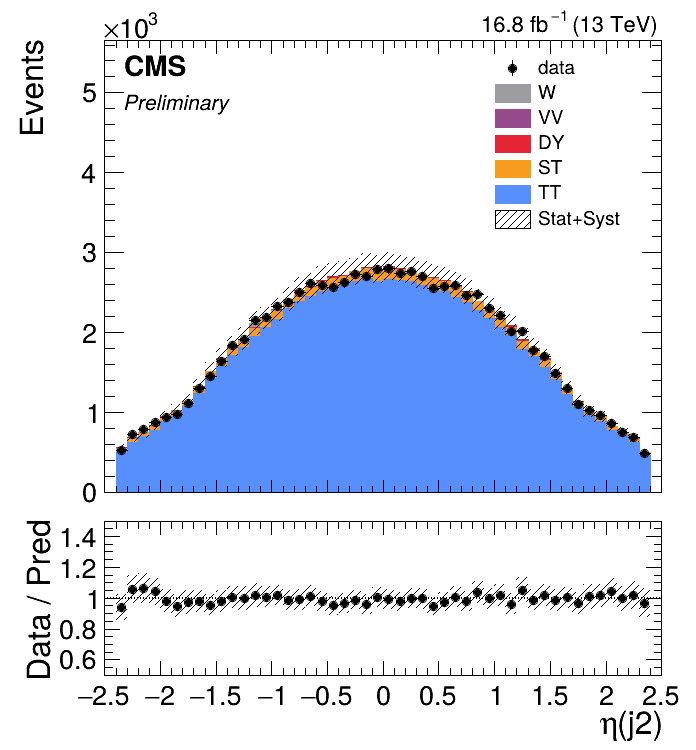 ×10³
16.8 fb⁻¹ (13 TeV)
Events
CMS
Preliminary
data
W
VV
DY
ST
TT
Stat+Syst
5
4
3
2
1
0
Data / Pred
1.4
1.2
1
0.8
0.6
−2.5 −2 −1.5 −1 −0.5 0 0.5 1 1.5 2 2.5
η(j2)